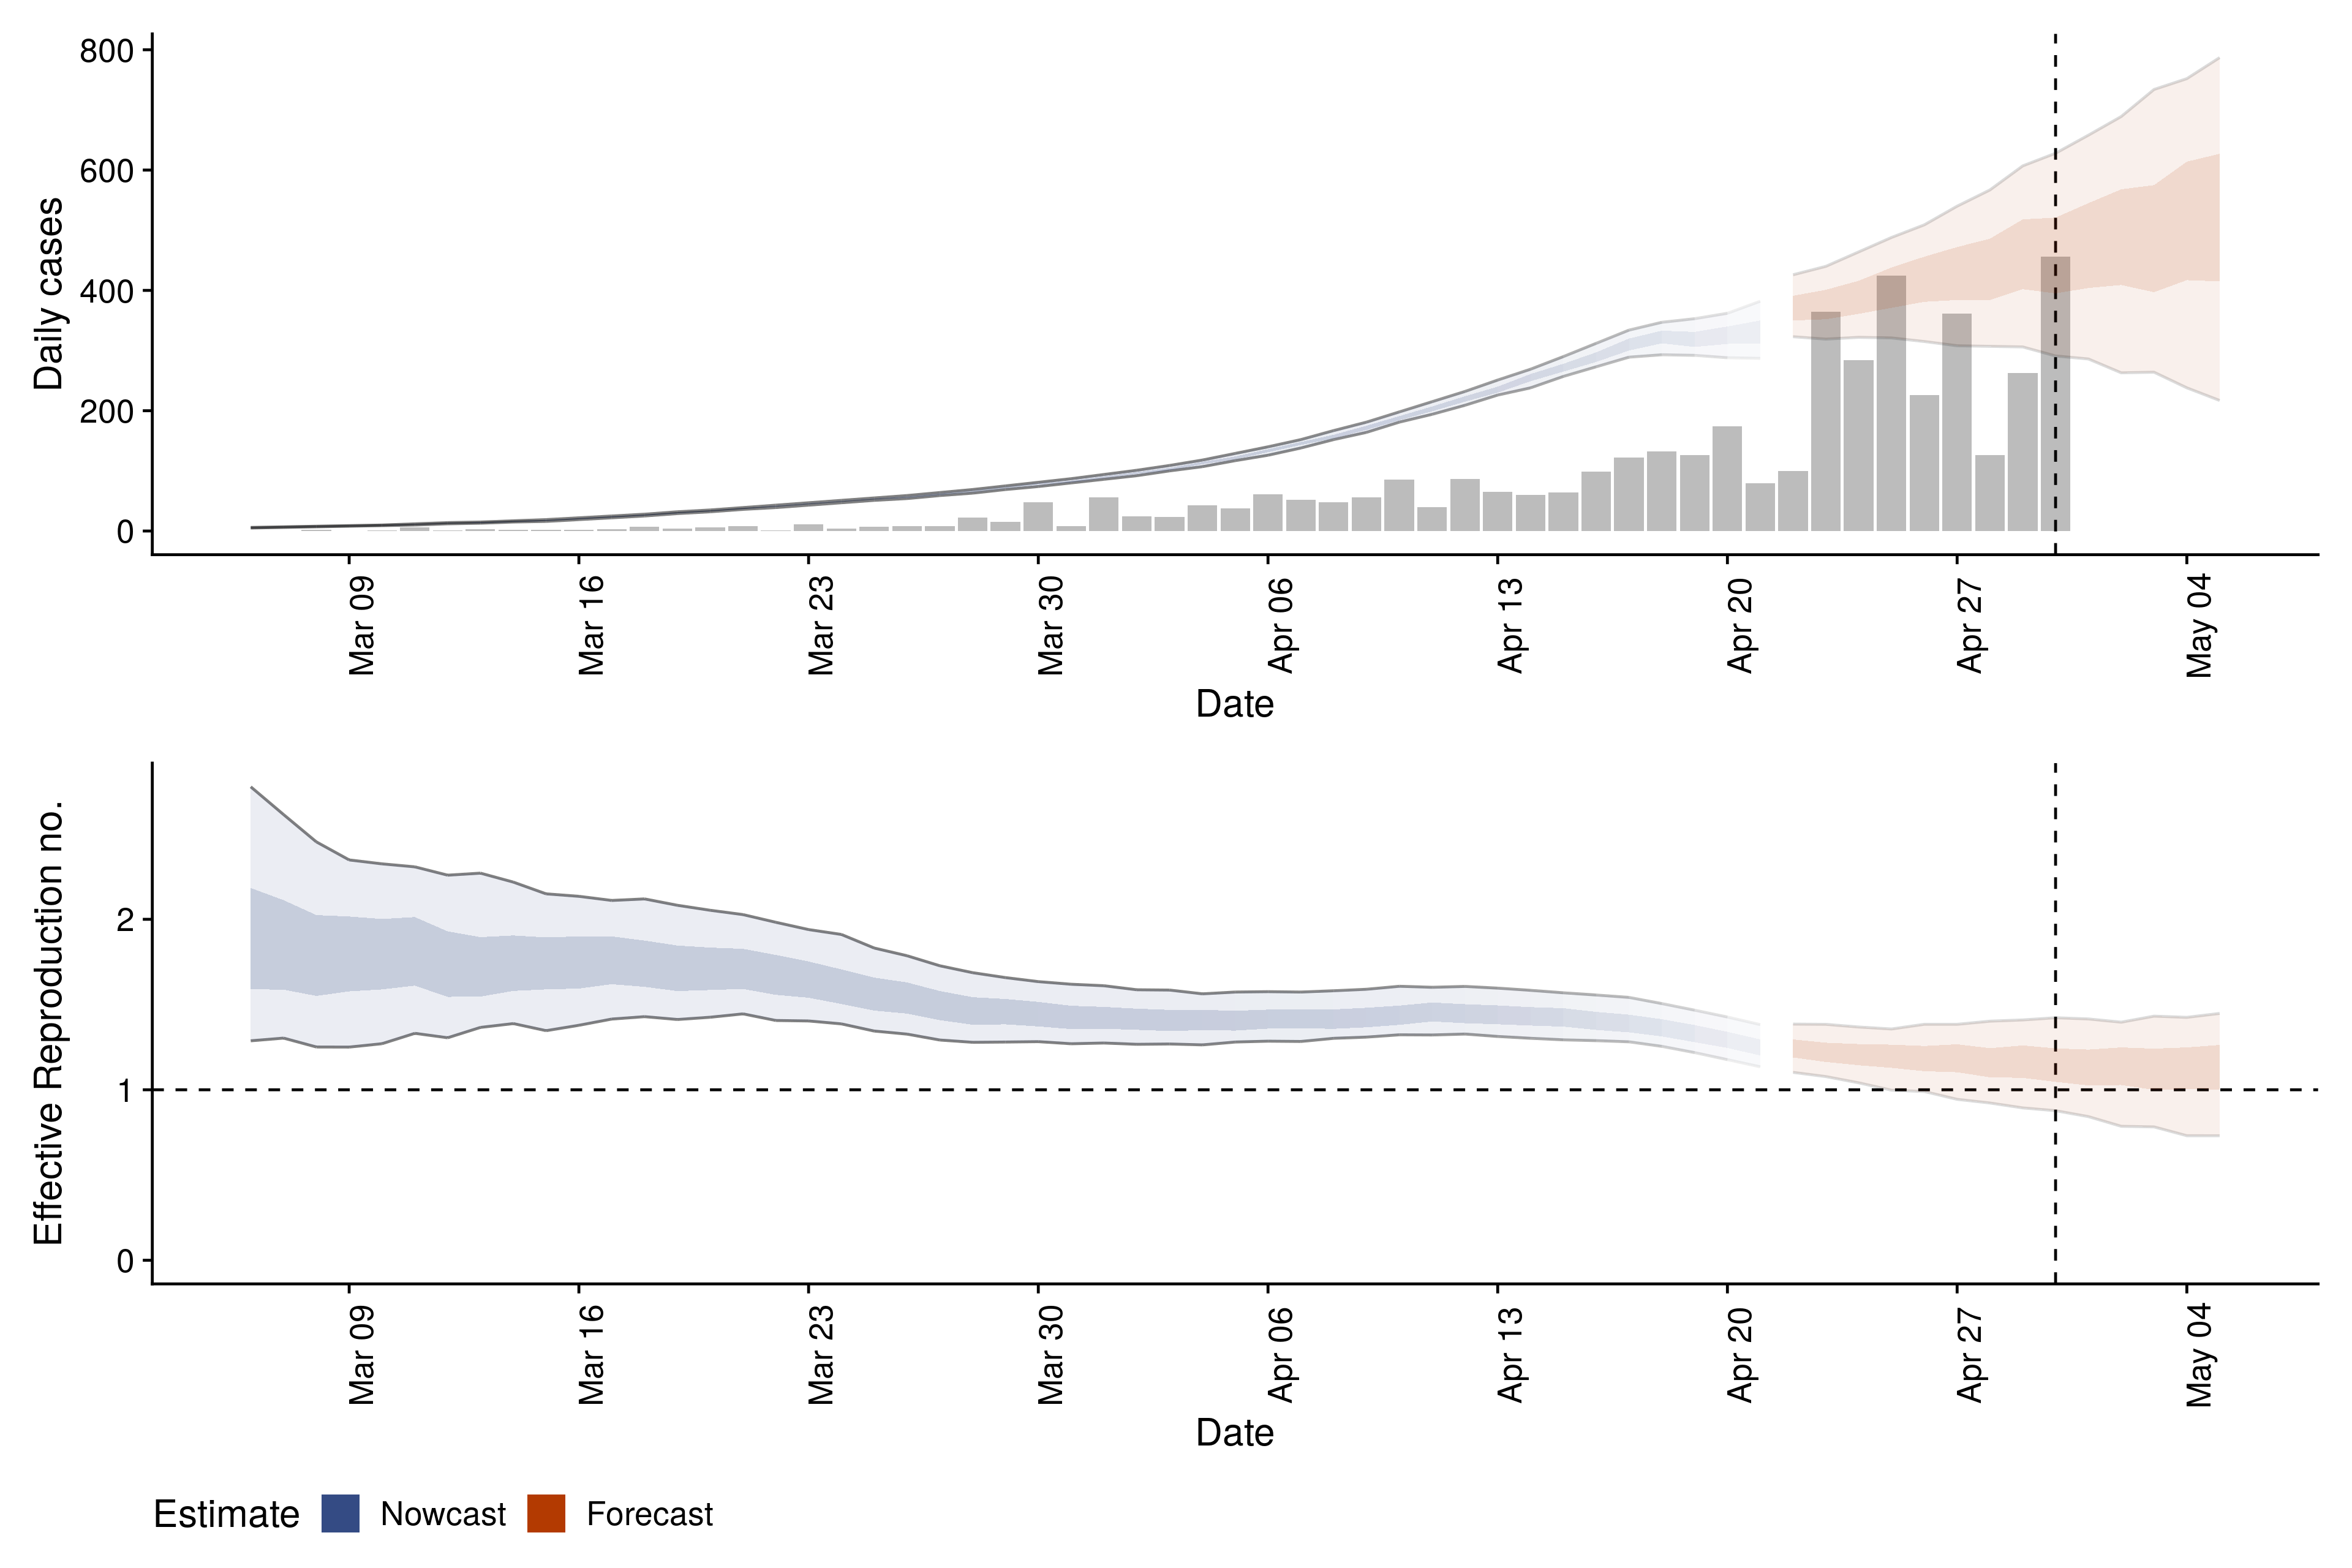 Daily cases
800
600
400
200
0
Mar 09
Mar 16
Mar 23
Mar 30
Apr 06
Apr 13
Apr 20
Apr 27
May 04
Date
Effective Reproduction no.
2
1
0
Mar 09
Mar 16
Mar 23
Mar 30
Apr 06
Apr 13
Apr 20
Apr 27
May 04
Date
Estimate Nowcast Forecast